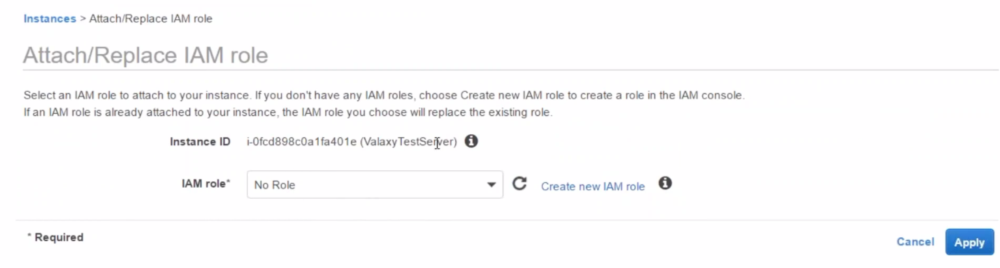 Instances > Attach/Replace IAM role
Attach/Replace IAM role
Select an IAM role to attach to your instance. If you don't have any IAM roles, choose Create new IAM role to create a role in the IAM console.
If an IAM role is already attached to your instance, the IAM role you choose will replace the existing role.
Instance ID i-0fcd898c0a1fa401e (ValaxyTestServer)
IAM role* No Role Create new IAM role
* Required
Cancel Apply